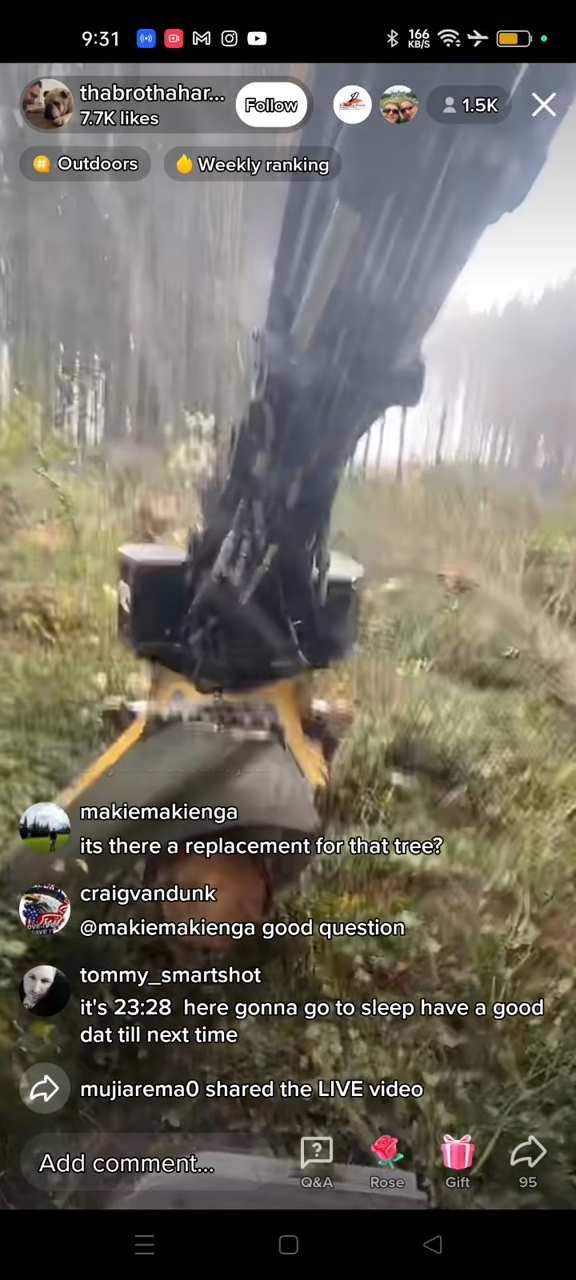 9:31
166
KB/S
thabrothahar...
7.7K likes
Follow
1.5K
Outdoors
Weekly ranking
makiemakienga
its there a replacement for that tree?
craigvandunk
@makiemakienga good question
tommy_smartshot
it's 23:28 here gonna go to sleep have a good
dat till next time
mujiarema0 shared the LIVE video
Add comment...
Q&A
Rose
Gift
95